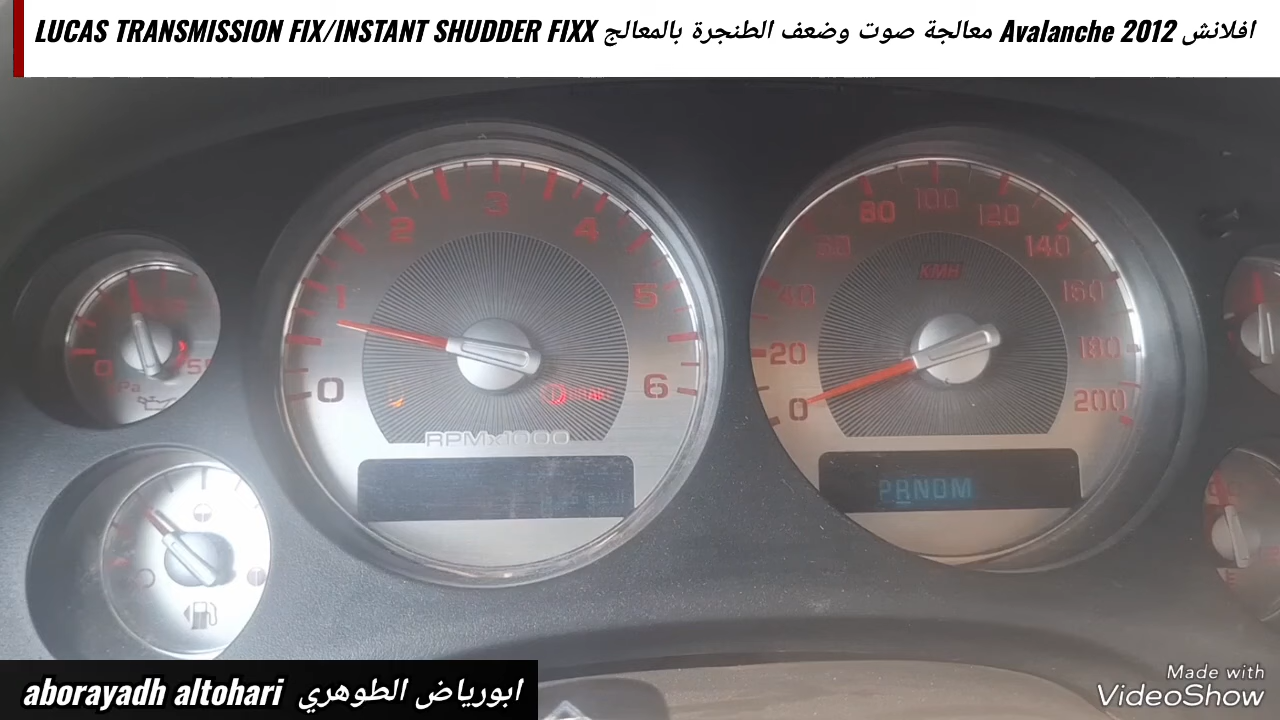 افلانش Avalanche 2012 معالجة صوت وضعف الطنجرة بالمعالج LUCAS TRANSMISSION FIX/INSTANT SHUDDER FIXX
0 1 2 3 4 5 6
RPMx1000
0 20 40 60 80 100 120 140 160 180 200
KMH
PRNDM
0
aborayadh altohari ابورياض الطوهري
Made with
VideoShow